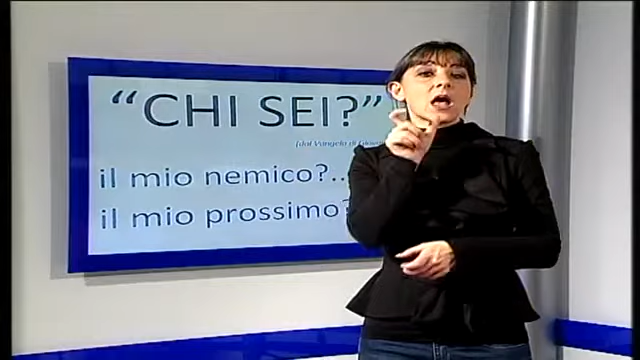 “CHI SEI?”
(dal Vangelo di
il mio nemico?..
il mio prossimo?